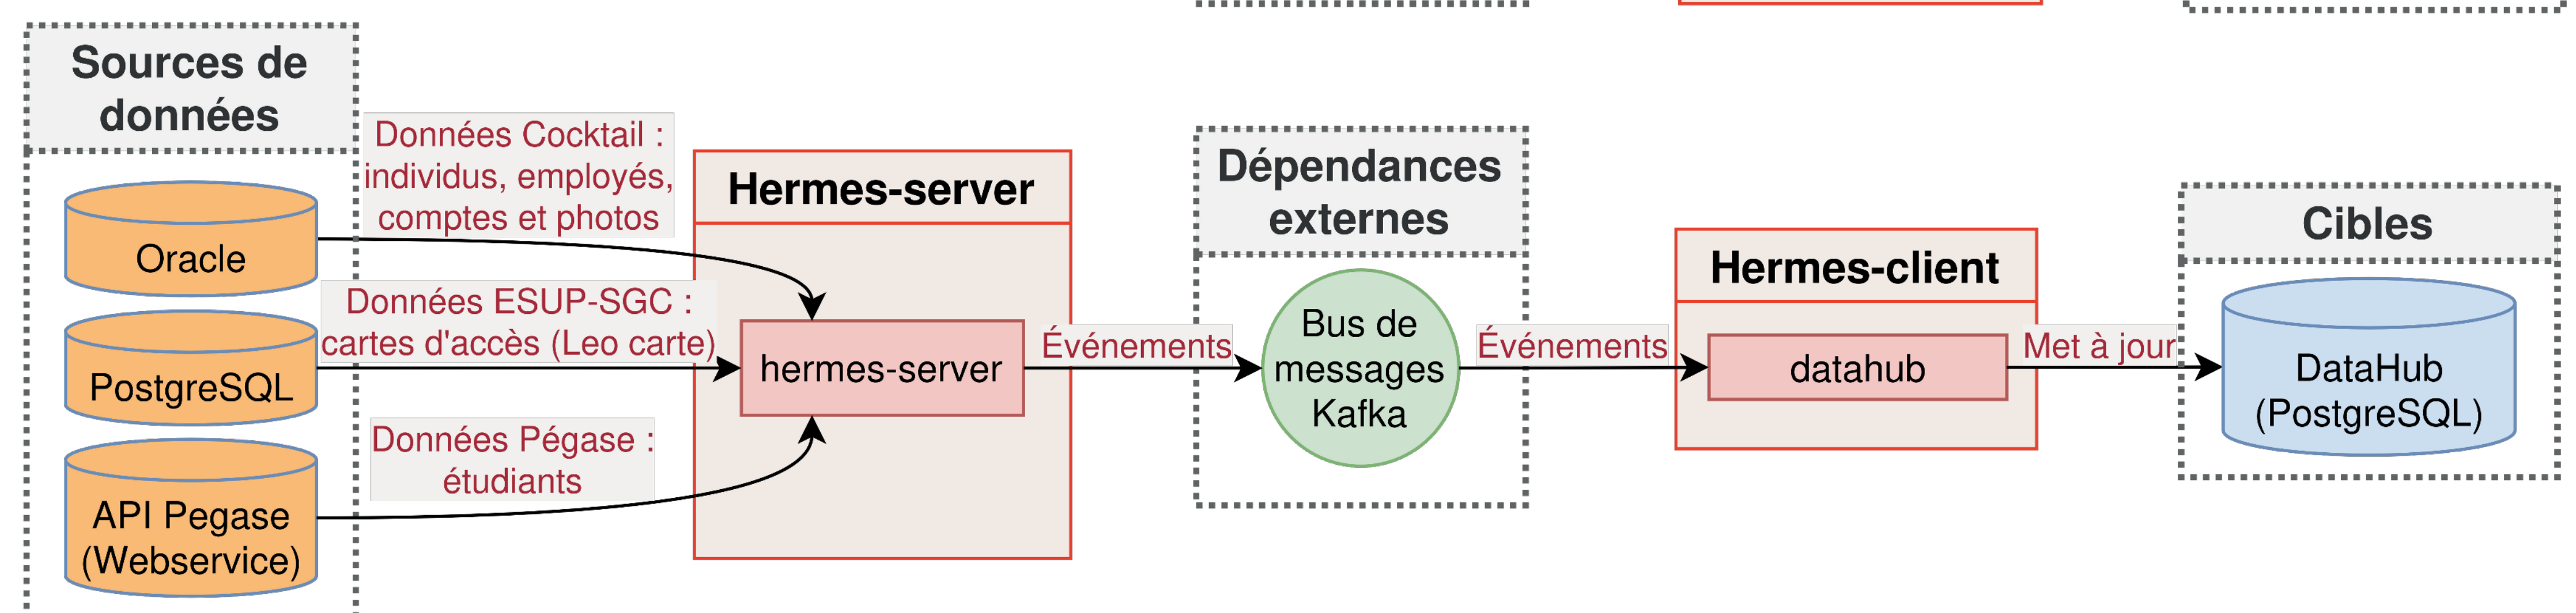 Sources de
données
Oracle
PostgreSQL
API Pegase
(Webservice)
Données Cocktail :
individus, employés,
comptes et photos
Données ESUP-SGC :
cartes d'accès (Leo carte)
Données Pégase :
étudiants
Hermes-server
hermes-server
Événements
Dépendances
externes
Bus de
messages
Kafka
Événements
Hermes-client
datahub
Met à jour
Cibles
DataHub
(PostgreSQL)